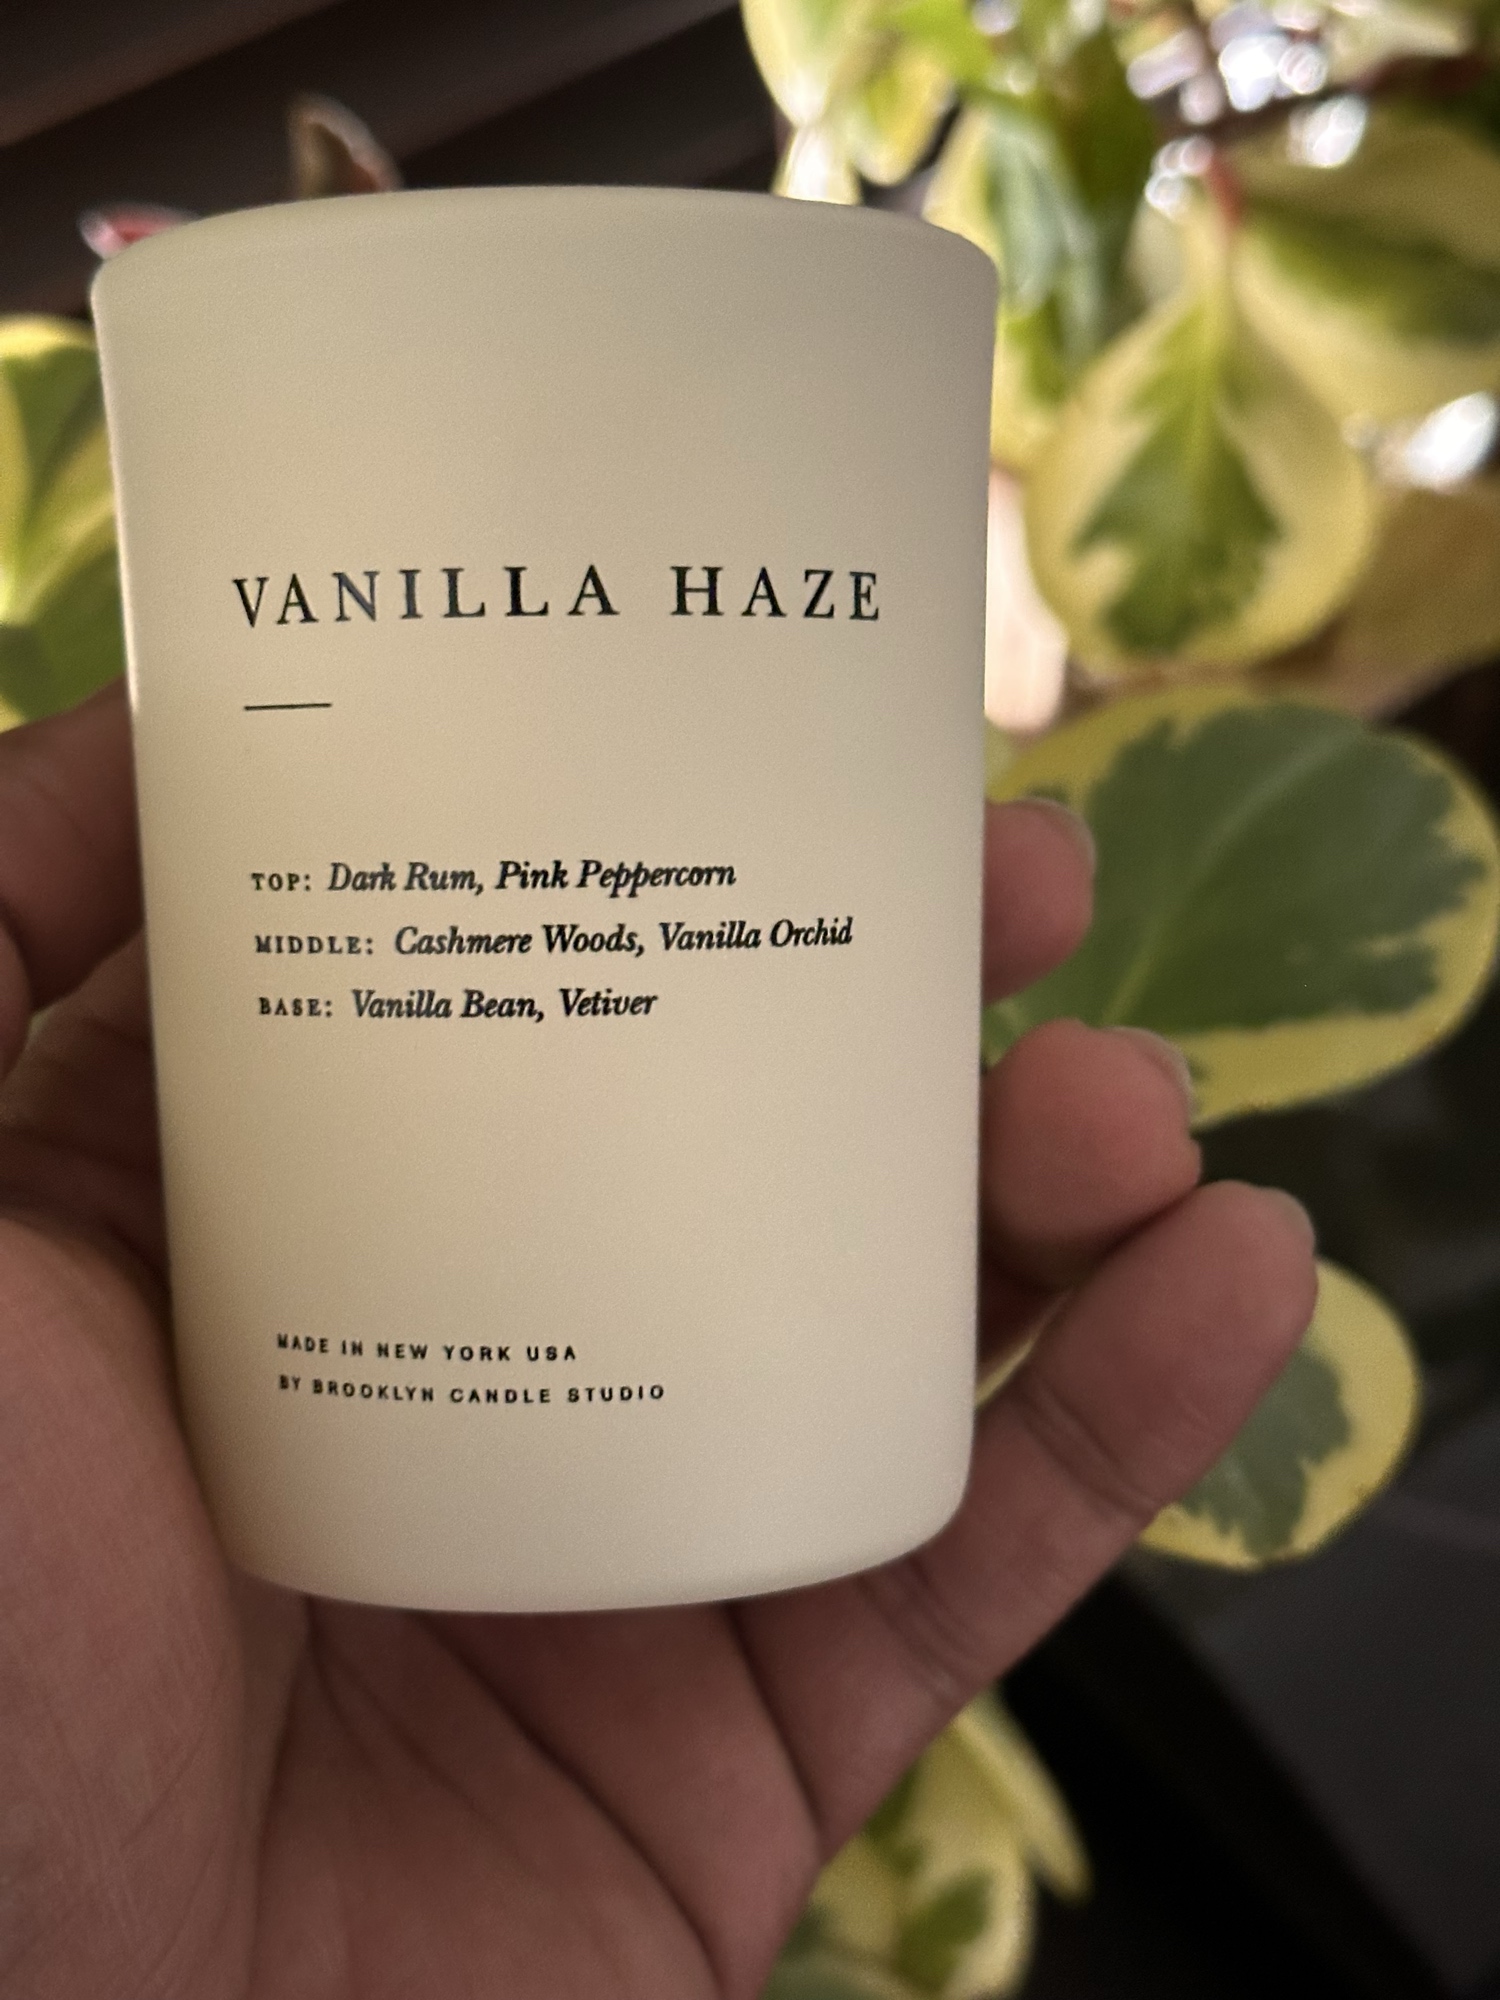 VANILLA HAZE
TOP: Dark Rum, Pink Peppercorn
MIDDLE: Cashmere Woods, Vanilla Orchid
BASE: Vanilla Bean, Vetiver
MADE IN NEW YORK USA
BY BROOKLYN CANDLE STUDIO